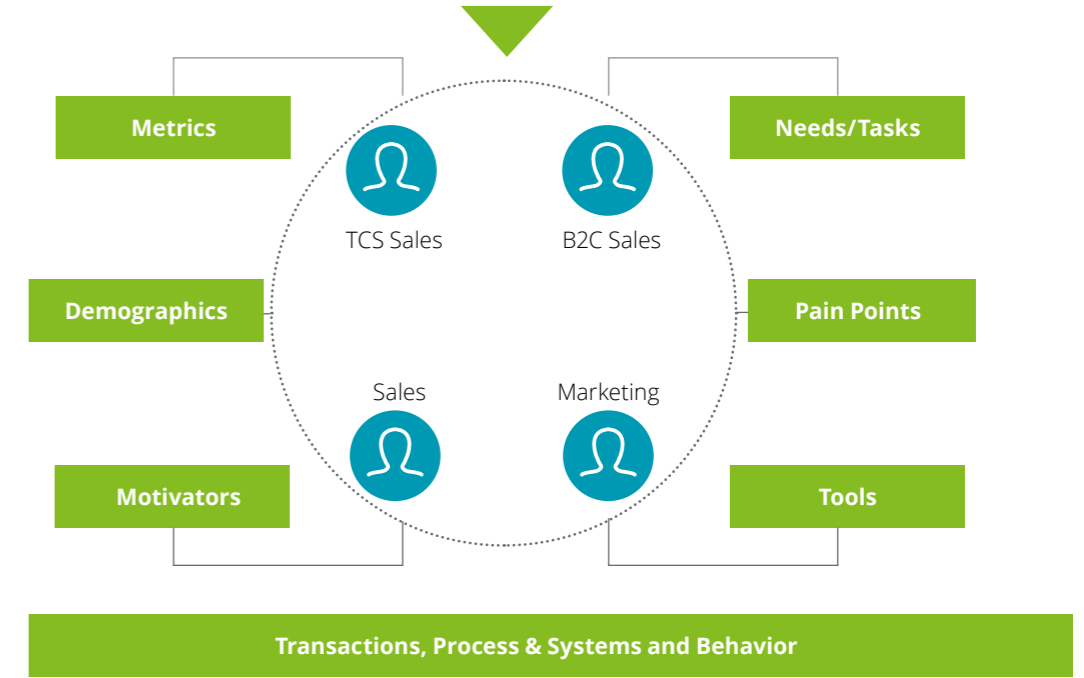 Metrics
Needs/Tasks
TCS Sales
B2C Sales
Demographics
Pain Points
Sales
Marketing
Motivators
Tools
Transactions, Process & Systems and Behavior